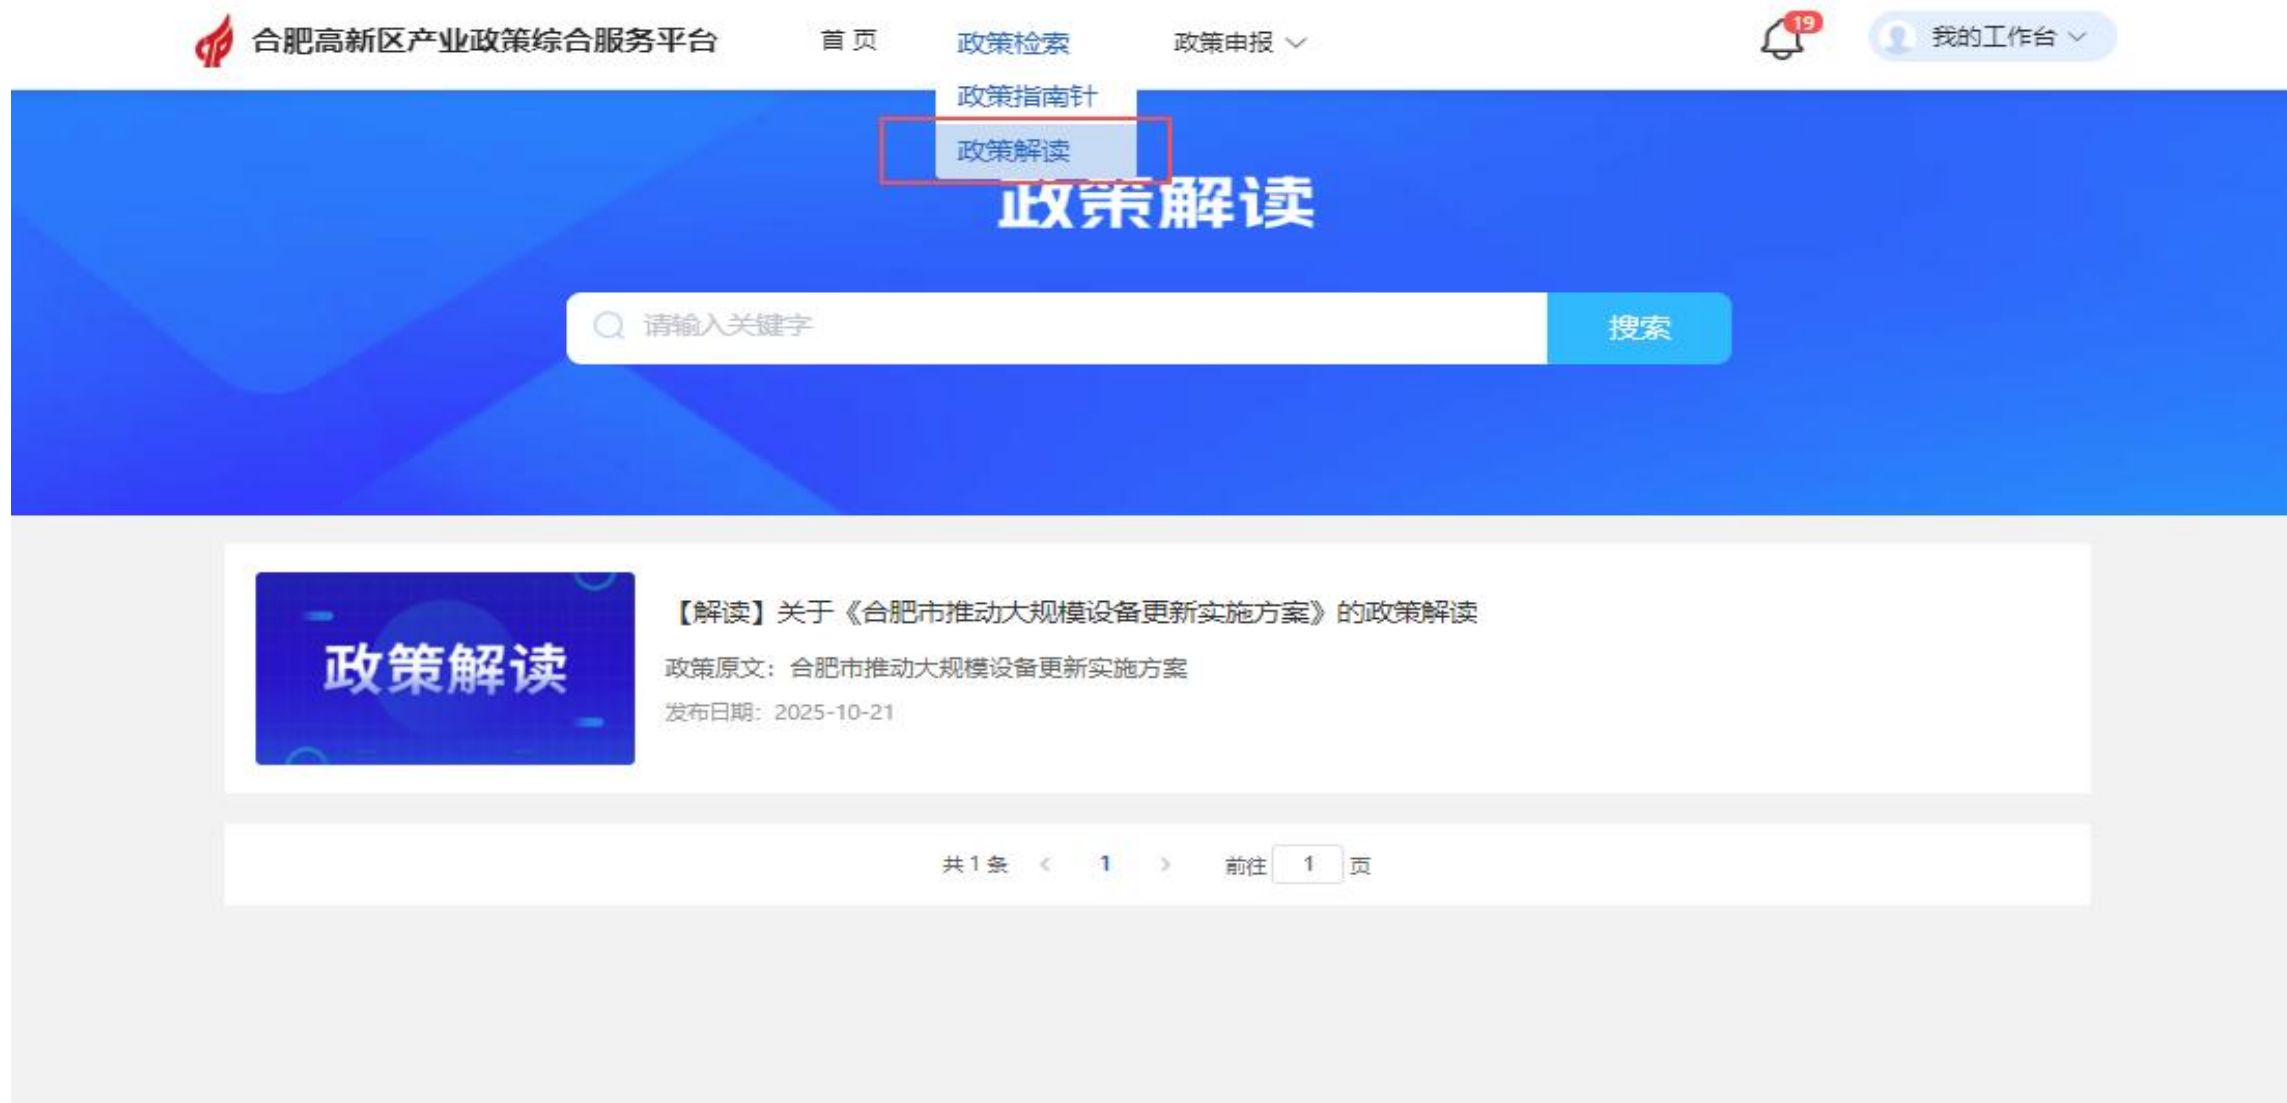 合肥高新区产业政策综合服务平台 首页 政策检索 政策申报 19 我的工作台
政策指南针
政策解读
政策解读
请输入关键字 搜索
政策解读
【解读】关于《合肥市推动大规模设备更新实施方案》的政策解读
政策原文：合肥市推动大规模设备更新实施方案
发布日期：2025-10-21
共1条 < 1 > 前往 1 页